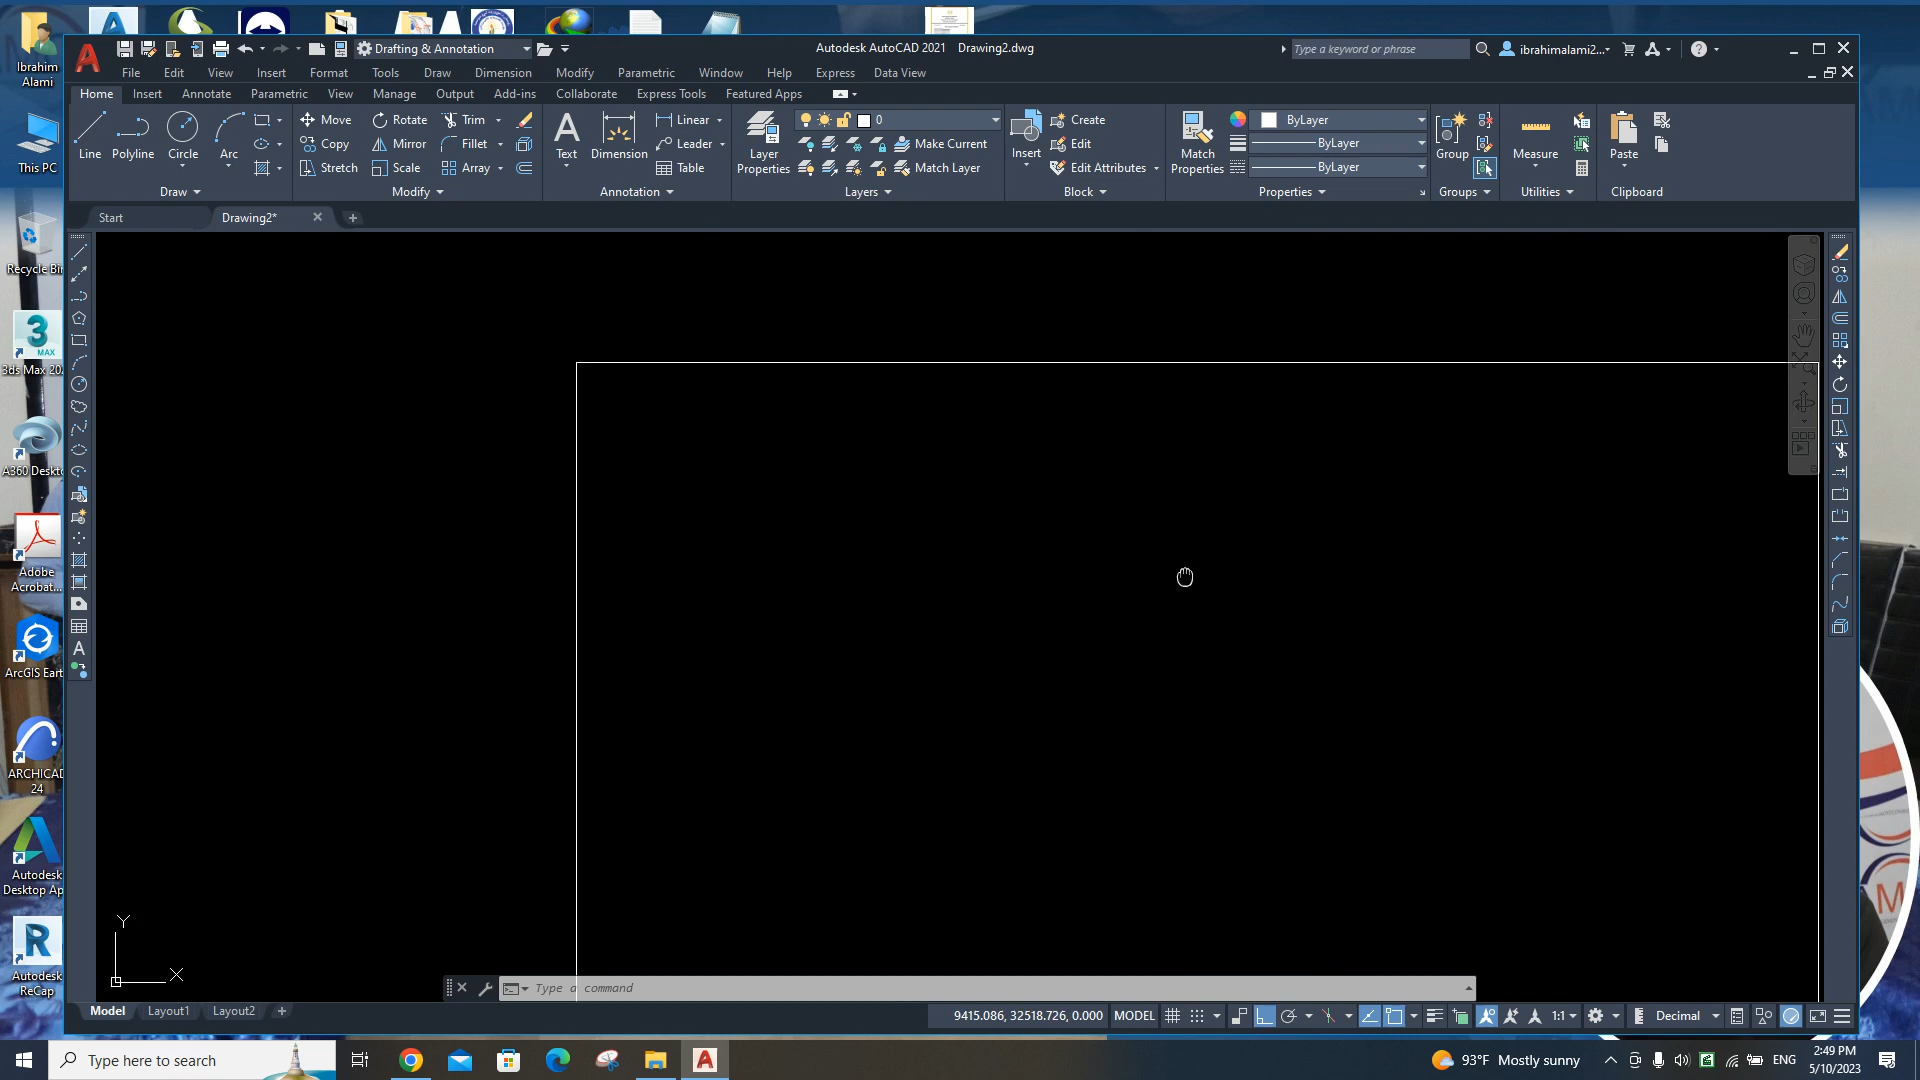 Autodesk AutoCAD 2021 Drawing2.dwg
Drafting & Annotation
Type a keyword or phrase
ibrahimalami2...
File Edit View Insert Format Tools Draw Dimension Modify Parametric Window Help Express Data View
Home Insert Annotate Parametric View Manage Output Add-ins Collaborate Express Tools Featured Apps
Line Polyline Circle Arc
Draw
Move Rotate Trim
Copy Mirror Fillet
Stretch Scale Array
Modify
Text Dimension
Linear
Leader
Table
Annotation
Layer
Properties
0
Make Current
Match Layer
Layers
Insert
Create
Edit
Edit Attributes
Block
Match
Properties
ByLayer
ByLayer
ByLayer
Properties
Group
Groups
Measure
Utilities
Paste
Clipboard
Start Drawing2*
Ibrahim
Alami
This PC
Recycle Bin
3
MAX
3ds Max 20
A360 Deskto
Adobe
Acrobat...
ArcGIS Eart
ARCHICAD
24
Autodesk
Desktop Ap
Autodesk
ReCap
Y
X
Type a command
Model Layout1 Layout2
9415.086, 32518.726, 0.000 MODEL 1:1 Decimal
Type here to search
93°F Mostly sunny
ENG
2:49 PM
5/10/2023